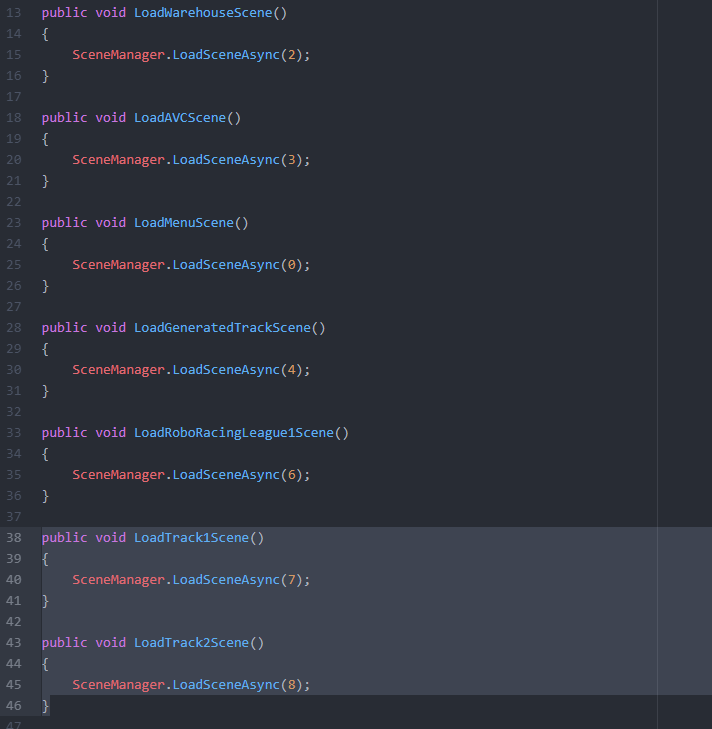 13 public void LoadWarehouseScene()
14 {
15     SceneManager.LoadSceneAsync(2);
16 }
17
18 public void LoadAVCScene()
19 {
20     SceneManager.LoadSceneAsync(3);
21 }
22
23 public void LoadMenuScene()
24 {
25     SceneManager.LoadSceneAsync(0);
26 }
27
28 public void LoadGeneratedTrackScene()
29 {
30     SceneManager.LoadSceneAsync(4);
31 }
32
33 public void LoadRoboRacingLeague1Scene()
34 {
35     SceneManager.LoadSceneAsync(6);
36 }
37
38 public void LoadTrack1Scene()
39 {
40     SceneManager.LoadSceneAsync(7);
41 }
42
43 public void LoadTrack2Scene()
44 {
45     SceneManager.LoadSceneAsync(8);
46 }
47